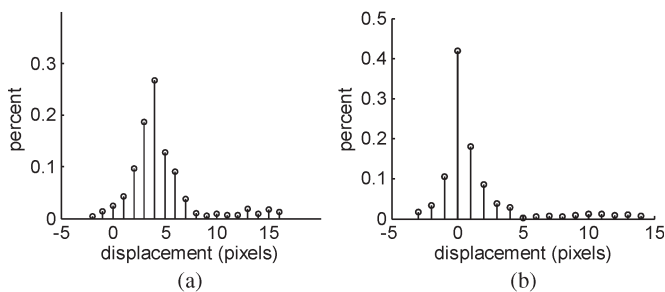 0.3
0.2
0.1
0
-5 0 5 10 15
percent
displacement (pixels)
(a)
0.5
0.4
0.3
0.2
0.1
0
-5 0 5 10 15
percent
displacement (pixels)
(b)